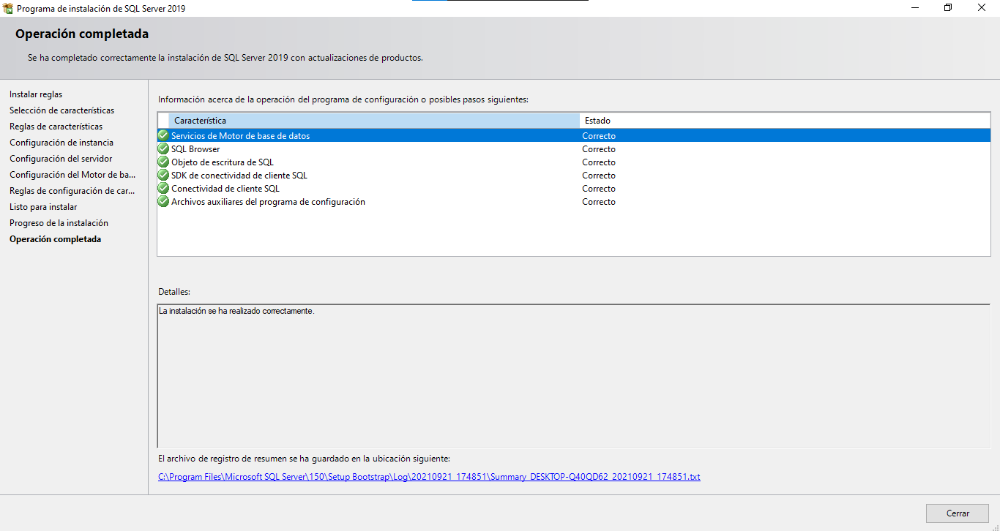 Programa de instalación de SQL Server 2019
Operación completada
Se ha completado correctamente la instalación de SQL Server 2019 con actualizaciones de productos.
Instalar reglas
Selección de características
Reglas de características
Configuración de instancia
Configuración del servidor
Configuración del Motor de ba...
Reglas de configuración de car...
Listo para instalar
Progreso de la instalación
Operación completada
Información acerca de la operación del programa de configuración o posibles pasos siguientes:
Característica Estado
Servicios de Motor de base de datos Correcto
SQL Browser Correcto
Objeto de escritura de SQL Correcto
SDK de conectividad de cliente SQL Correcto
Conectividad de cliente SQL Correcto
Archivos auxiliares del programa de configuración Correcto
Detalles:
La instalación se ha realizado correctamente.
El archivo de registro de resumen se ha guardado en la ubicación siguiente:
C:\Program Files\Microsoft SQL Server\150\Setup Bootstrap\Log\20210921_174851\Summary_DESKTOP-Q40QD62_20210921_174851.txt
Cerrar